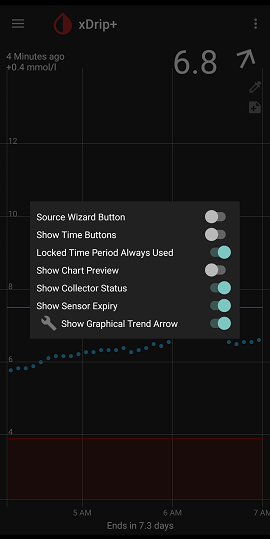 xDrip+
4 Minutes ago
+0.4 mmol/l
6.8
12
10
Source Wizard Button
Show Time Buttons
Locked Time Period Always Used
Show Chart Preview
8
Show Collector Status
Show Sensor Expiry
Show Graphical Trend Arrow
6
4
5 AM
6 AM
7 AM
Ends in 7.3 days